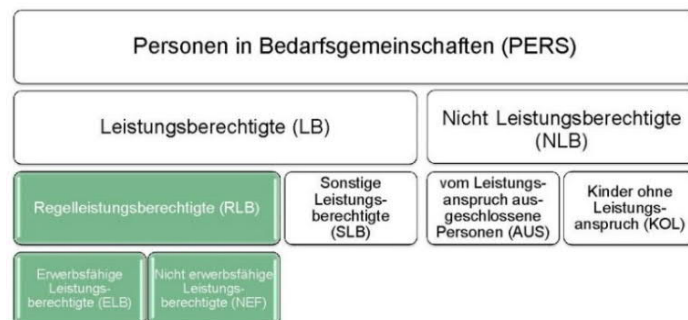 Personen in Bedarfsgemeinschaften (PERS)
Leistungsberechtigte (LB)
Nicht Leistungsberechtigte
(NLB)
Regelleistungsberechtigte (RLB)
Sonstige
Leistungs-
berechtigte
(SLB)
vom Leistungs-
anspruch aus-
geschlossene
Personen (AUS)
Kinder ohne
Leistungs-
anspruch (KOL)
Erwerbsfähige
Leistungs-
berechtigte (ELB)
Nicht erwerbsfähige
Leistungs-
berechtigte (NEF)